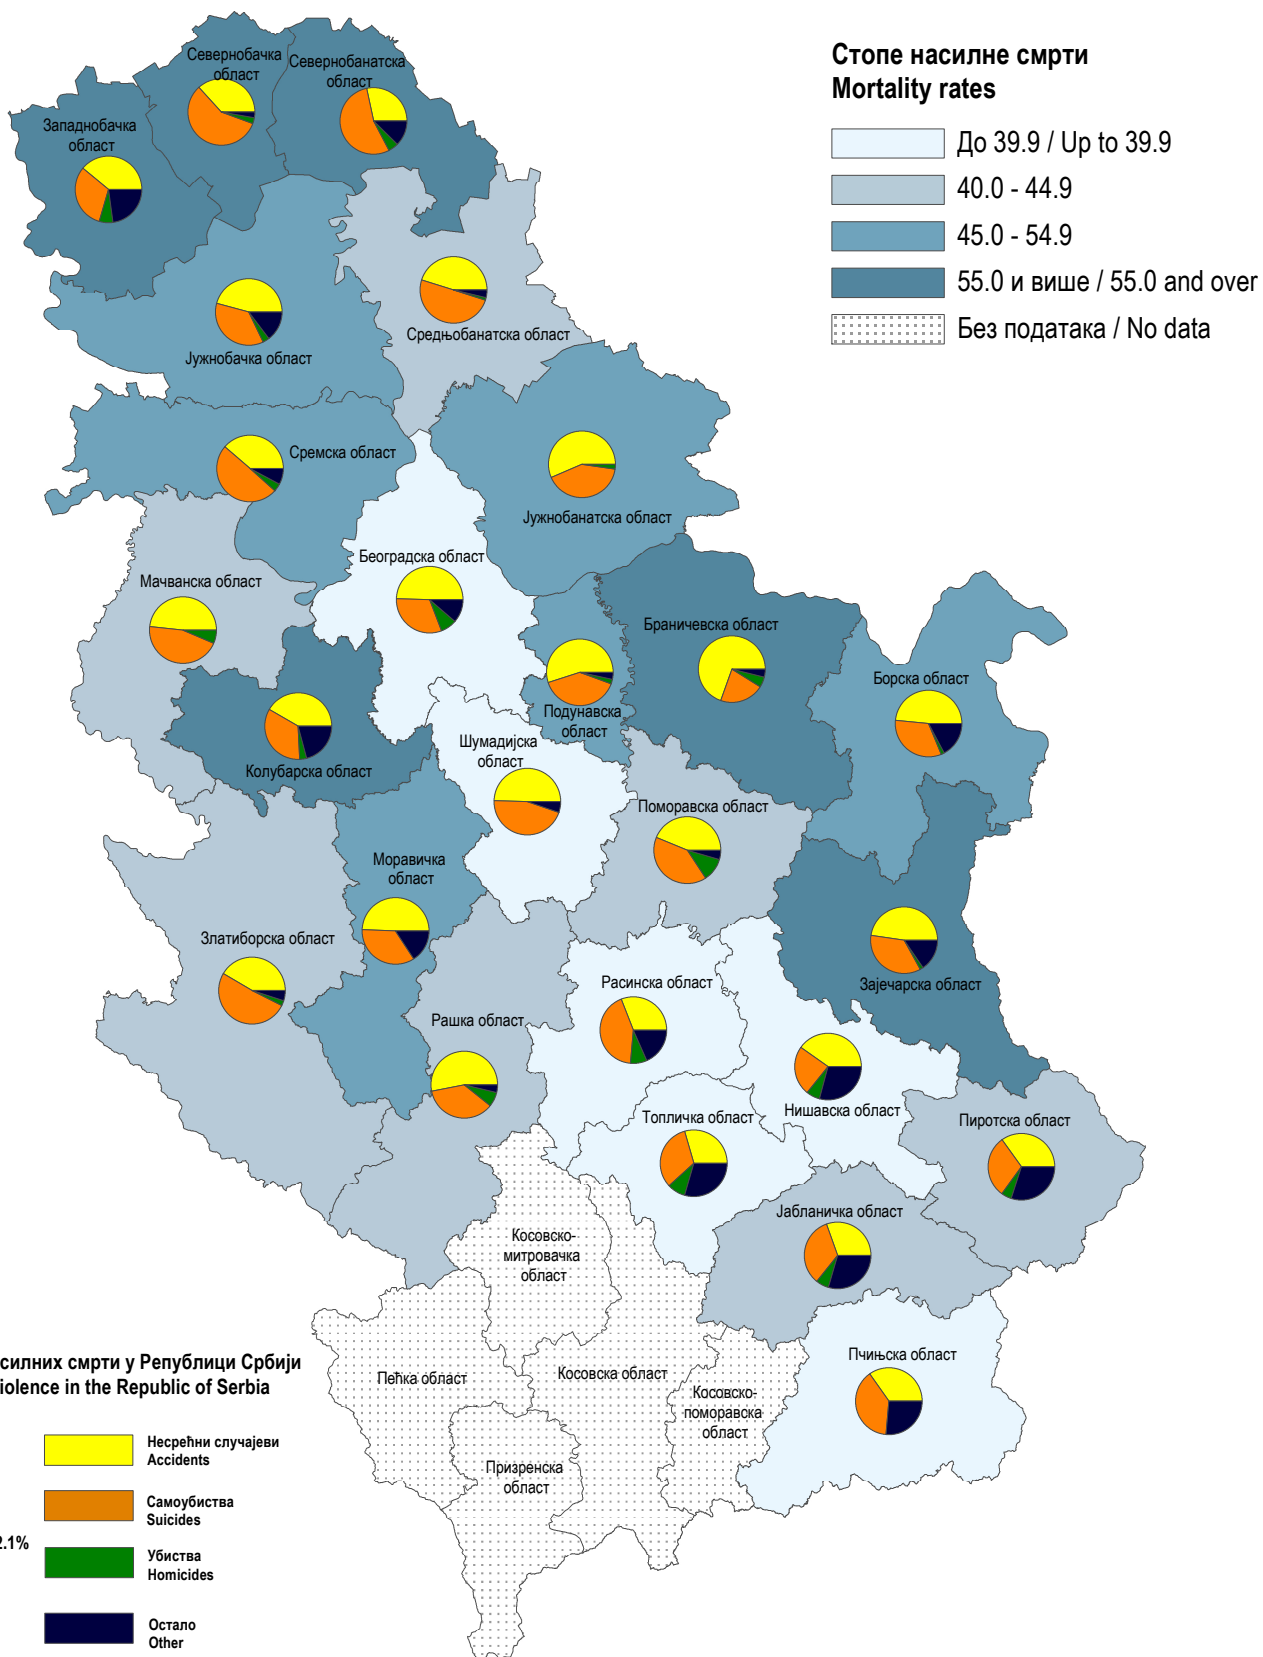 Стопе насилне смрти
Mortality rates
До 39.9 / Up to 39.9
40.0 - 44.9
45.0 - 54.9
55.0 и више / 55.0 and over
Без података / No data
Севернобачка
област
Севернобанатска
област
Западнобачка
област
Јужнобачка област
Средњобанатска област
Сремска област
Јужнобанатска област
Београдска област
Мачванска област
Браничевска област
Борска област
Подунавска
област
Шумадијска
област
Колубарска област
Поморавска област
Моравичка
област
Златиборска област
Зајечарска област
Расинска област
Рашка област
Нишавска област
Топличка област
Пиротска област
Јабланичка област
Косовско-
митровачка
област
Пчињска област
Пећка област
Косовска област
Косовско-
поморавска
област
Призренска
област
силних смрти у Републици Србији
iolence in the Republic of Serbia
Несрећни случајеви
Accidents
Самоубиства
Suicides
2.1%
Убиства
Homicides
Остало
Other